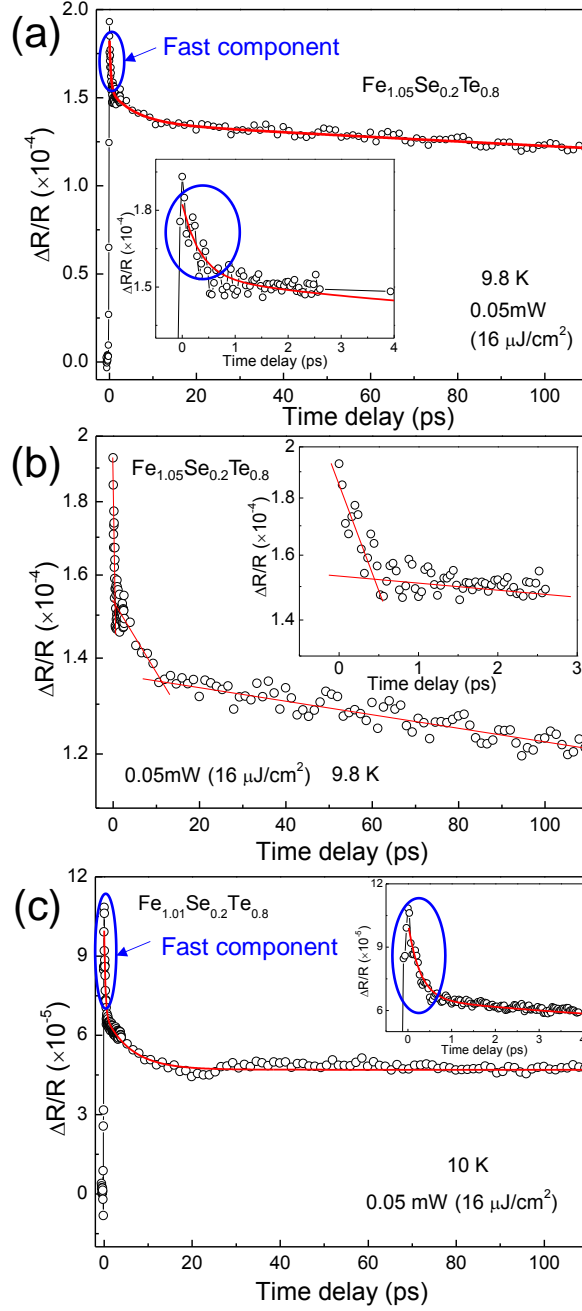 (a)
Fast component
Fe1.05Se0.2Te0.8
ΔR/R (×10-4)
2.0
1.5
1.0
0.5
0.0
ΔR/R (×10-4)
1.8
1.5
0 1 2 3 4
Time delay (ps)
9.8 K
0.05mW
(16 μJ/cm2)
0 20 40 60 80 100
Time delay (ps)
(b)
Fe1.05Se0.2Te0.8
ΔR/R (×10-4)
2
1.8
1.6
1.4
1.2
ΔR/R (×10-4)
2
1.8
1.6
1.4
0 1 2 3
Time delay (ps)
0.05mW (16 μJ/cm2) 9.8 K
0 20 40 60 80 100
Time delay (ps)
(c)
Fe1.01Se0.2Te0.8
Fast component
ΔR/R (×10-5)
12
9
6
3
0
ΔR/R (×10-5)
12
9
6
0 1 2 3 4
Time delay (ps)
10 K
0.05 mW (16 μJ/cm2)
0 20 40 60 80 100
Time delay (ps)